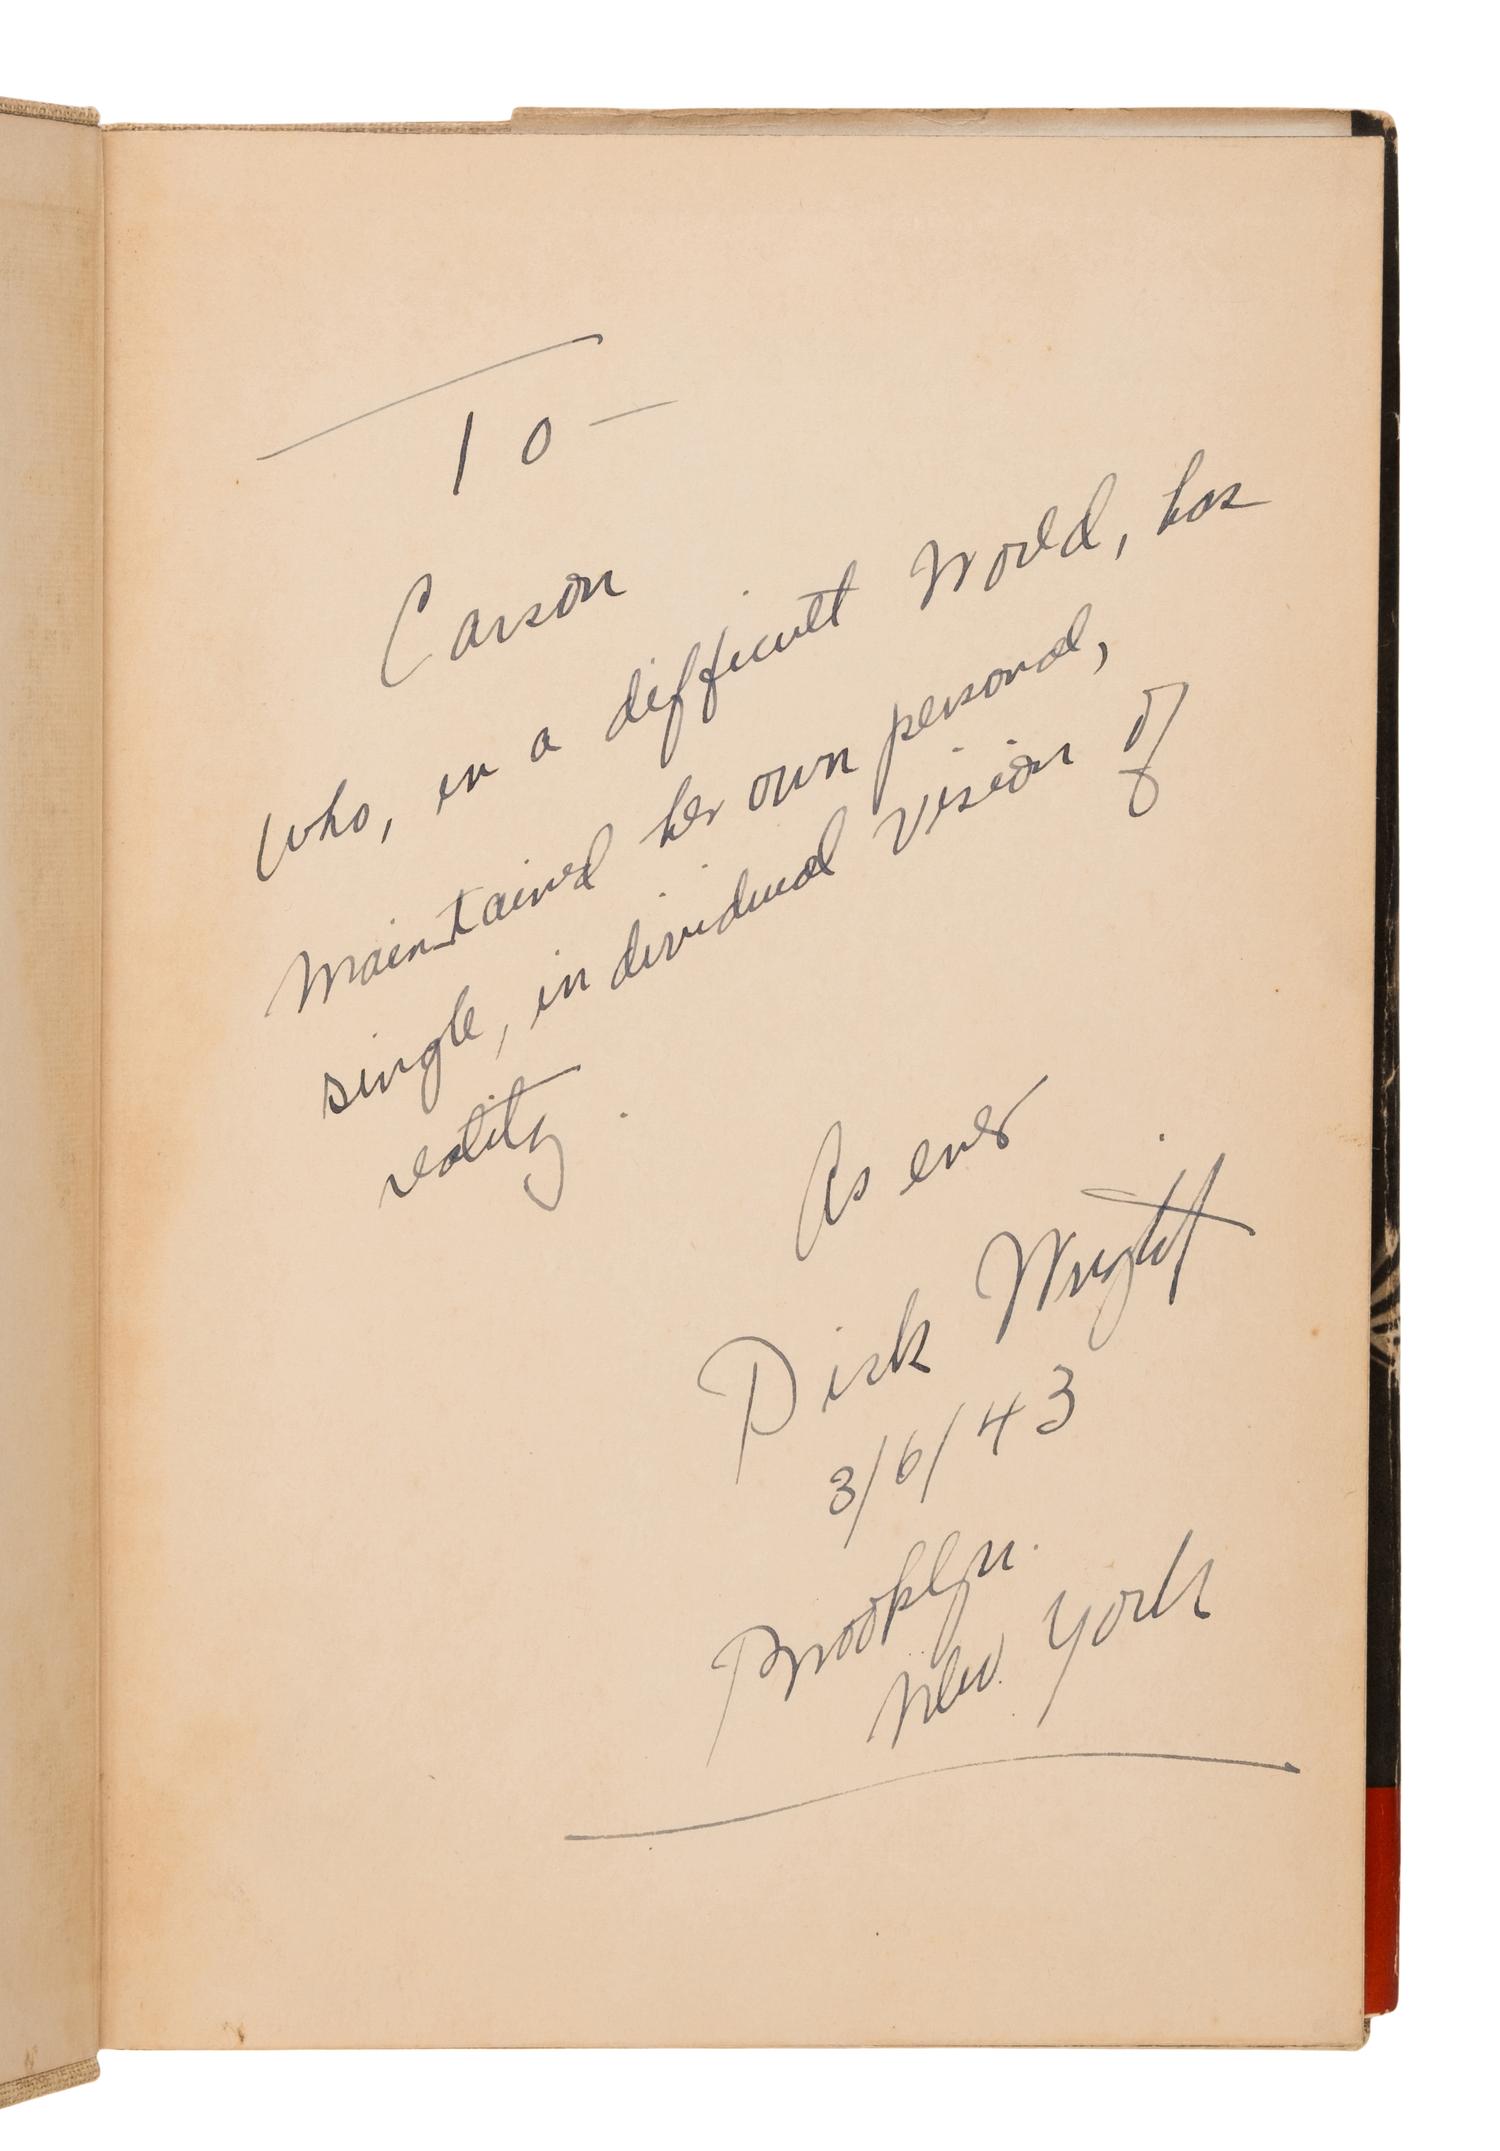 To—
Carson
Who, in a difficult World, has
Maintained her own personal,
single, individual vision of
reality.
As ever
Dick Wright
3/6/43
Brooklyn.
New York